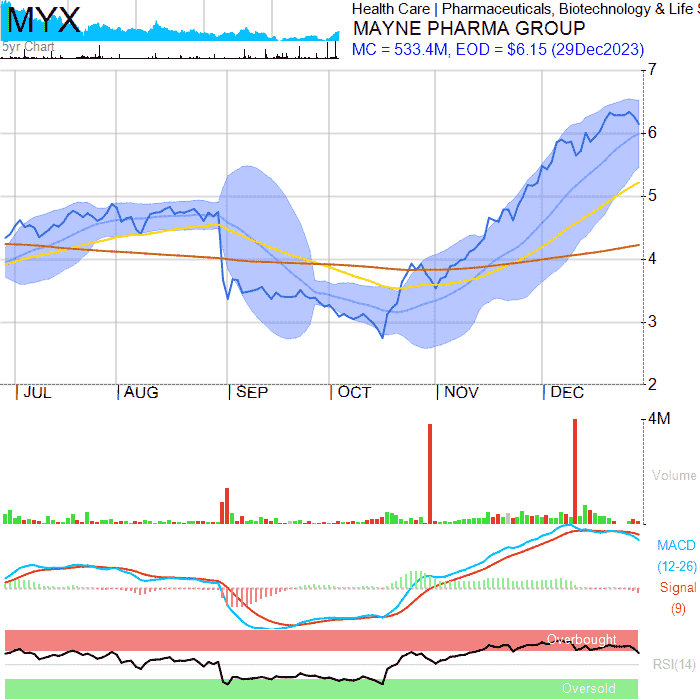 MYX
5yr Chart
Health Care | Pharmaceuticals, Biotechnology & Life S
MAYNE PHARMA GROUP
MC = 533.4M, EOD = $6.15 (29Dec2023)
7
6
5
4
3
2
JUL AUG SEP OCT NOV DEC
4M
Volume
MACD
(12-26)
Signal
(9)
Overbought
RSI(14)
Oversold